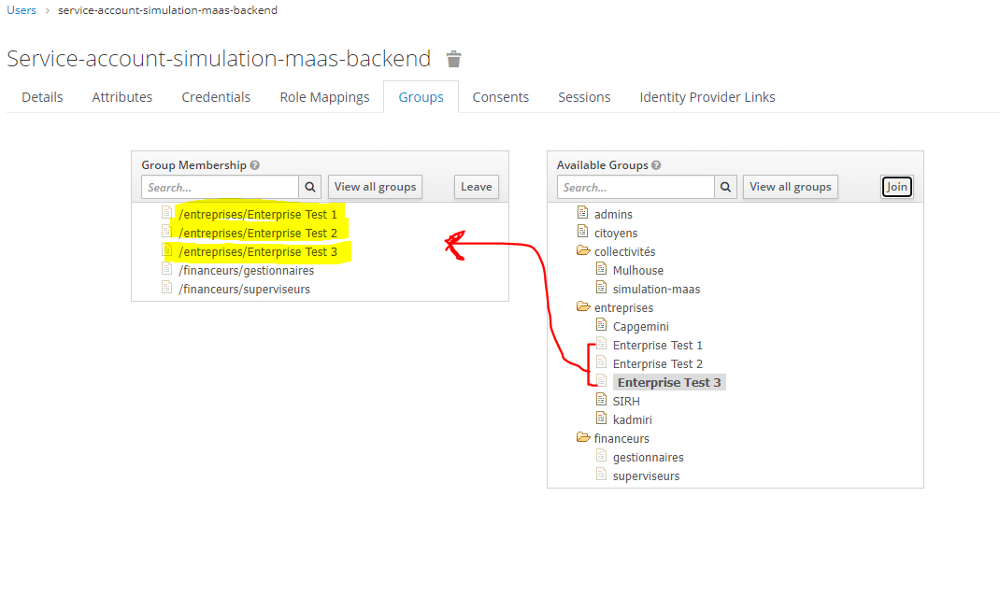 Users > service-account-simulation-maas-backend
Service-account-simulation-maas-backend
Details Attributes Credentials Role Mappings Groups Consents Sessions Identity Provider Links
Group Membership ?
Search... View all groups Leave
/entreprises/Enterprise Test 1
/entreprises/Enterprise Test 2
/entreprises/Enterprise Test 3
/financeurs/gestionnaires
/financeurs/superviseurs
Available Groups ?
Search... View all groups Join
admins
citoyens
collectivités
Mulhouse
simulation-maas
entreprises
Capgemini
Enterprise Test 1
Enterprise Test 2
Enterprise Test 3
SIRH
kadmiri
financeurs
gestionnaires
superviseurs